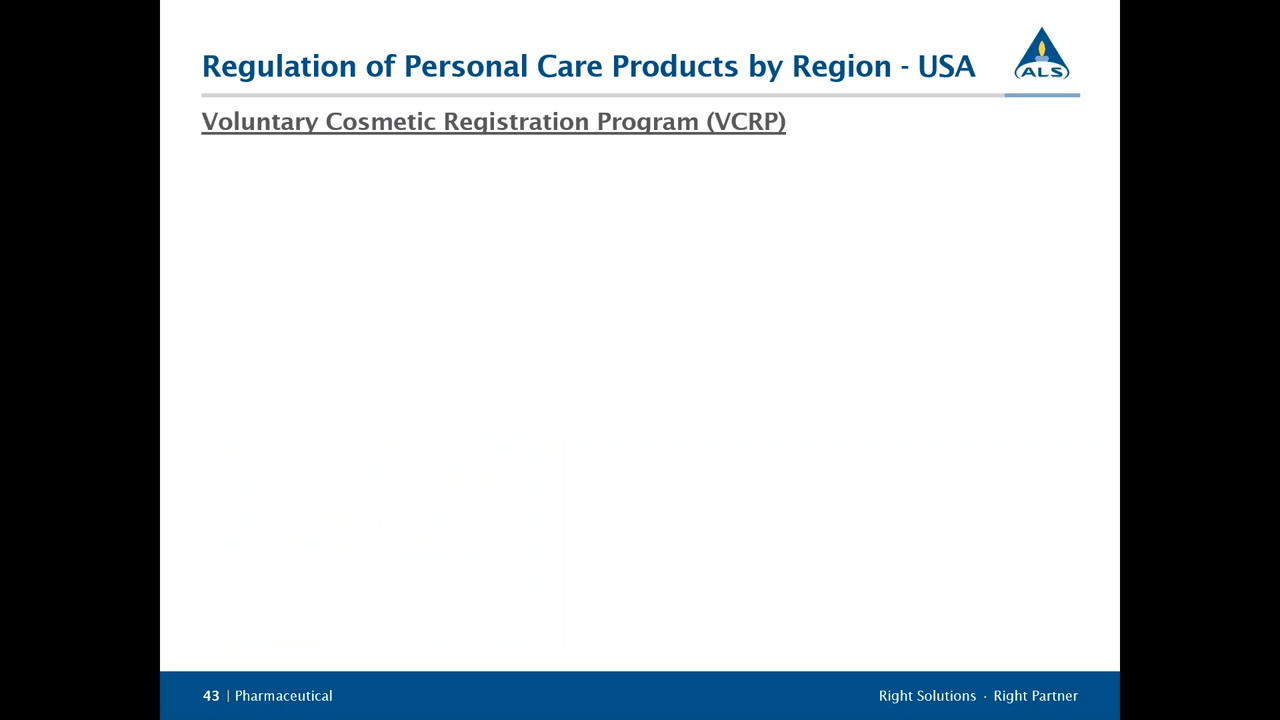 Regulation of Personal Care Products by Region - USA
ALS
Voluntary Cosmetic Registration Program (VCRP)
43 | Pharmaceutical
Right Solutions · Right Partner